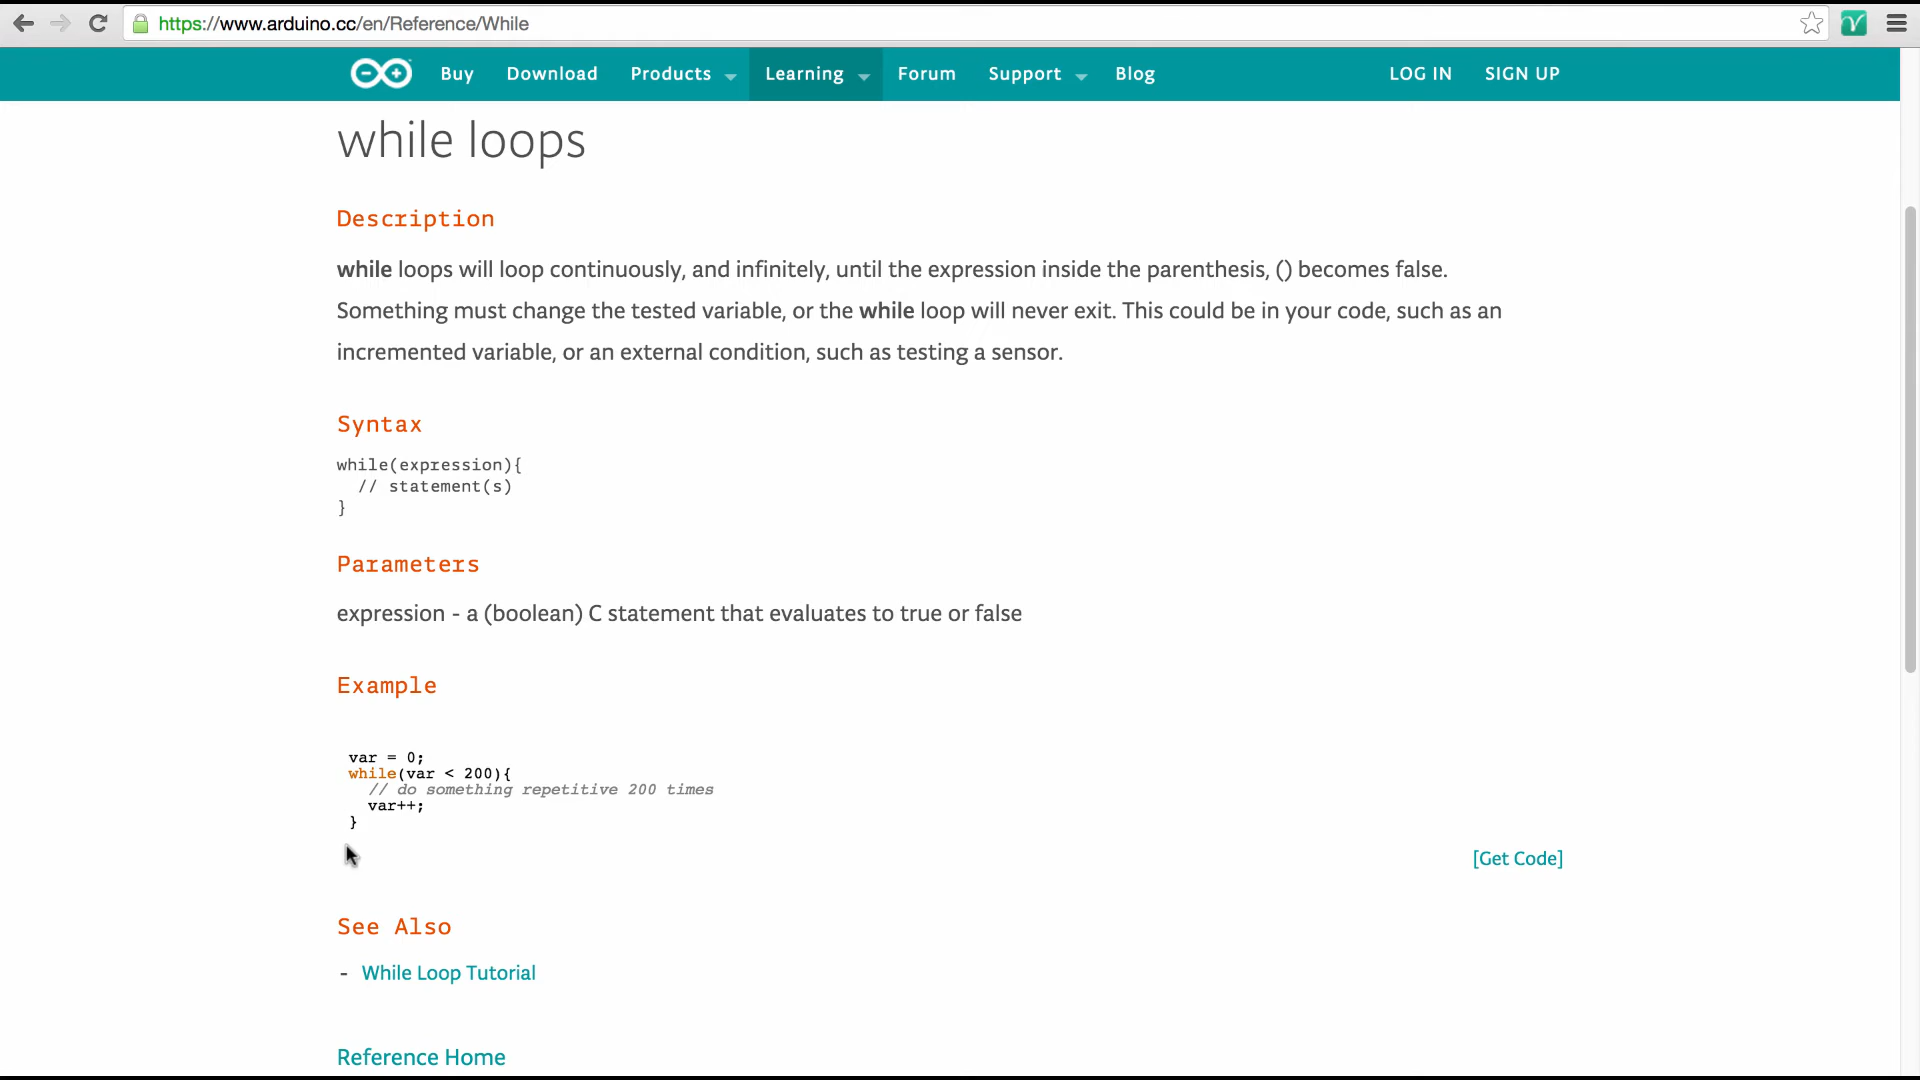 https://www.arduino.cc/en/Reference/While
Buy Download Products Learning Forum Support Blog LOG IN SIGN UP
while loops
Description
while loops will loop continuously, and infinitely, until the expression inside the parenthesis, () becomes false.
Something must change the tested variable, or the while loop will never exit. This could be in your code, such as an
incremented variable, or an external condition, such as testing a sensor.
Syntax
while(expression){
  // statement(s)
}
Parameters
expression - a (boolean) C statement that evaluates to true or false
Example
var = 0;
while(var < 200){
  // do something repetitive 200 times
  var++;
}
[Get Code]
See Also
- While Loop Tutorial
Reference Home